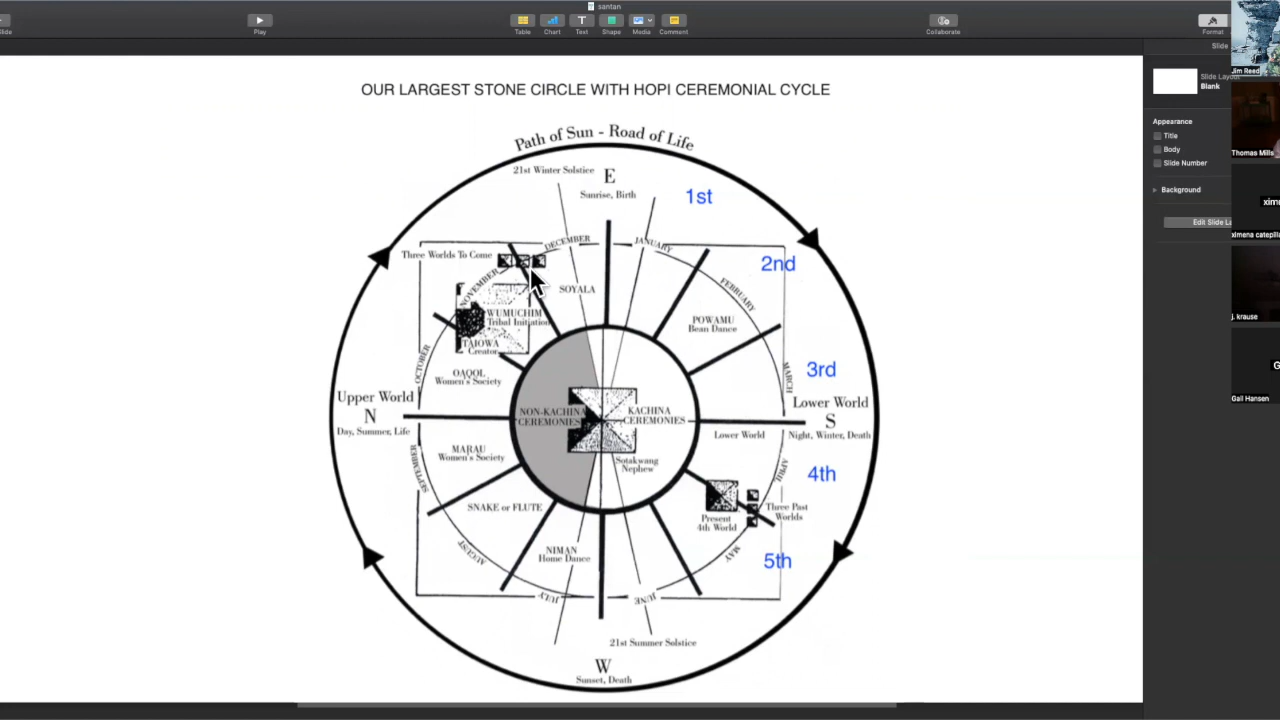 santan
Play
Table
Chart
Text
Shape
Media
Comment
Collaborate
Format
Slide
OUR LARGEST STONE CIRCLE WITH HOPI CEREMONIAL CYCLE
Path of Sun - Road of Life
21st Winter Solstice
E
Sunrise, Birth
1st
DECEMBER
JANUARY
Three Worlds To Come
2nd
NOVEMBER
SOYALA
FEBRUARY
WUMUCHIM
Tribal Initiation
POWAMU
Bean Dance
TAIOWA
Creator
OCTOBER
MARCH
3rd
OAQOL
Women's Society
Upper World
N
Day, Summer, Life
NON-KACHINA
CEREMONIES
KACHINA
CEREMONIES
Lower World
S
Night, Winter, Death
Lower World
MARAU
Women's Society
Sotakwang
Nephew
SEPTEMBER
APRIL
4th
SNAKE or FLUTE
Present
4th World
Three Past
Worlds
NIMAN
Home Dance
AUGUST
MAY
5th
JULY
JUNE
21st Summer Solstice
W
Sunset, Death
Blank
Appearance
Title
Body
Slide Number
Background
Jim Reed
Thomas Mills
ximena catepill
j. krause
Gail Hansen